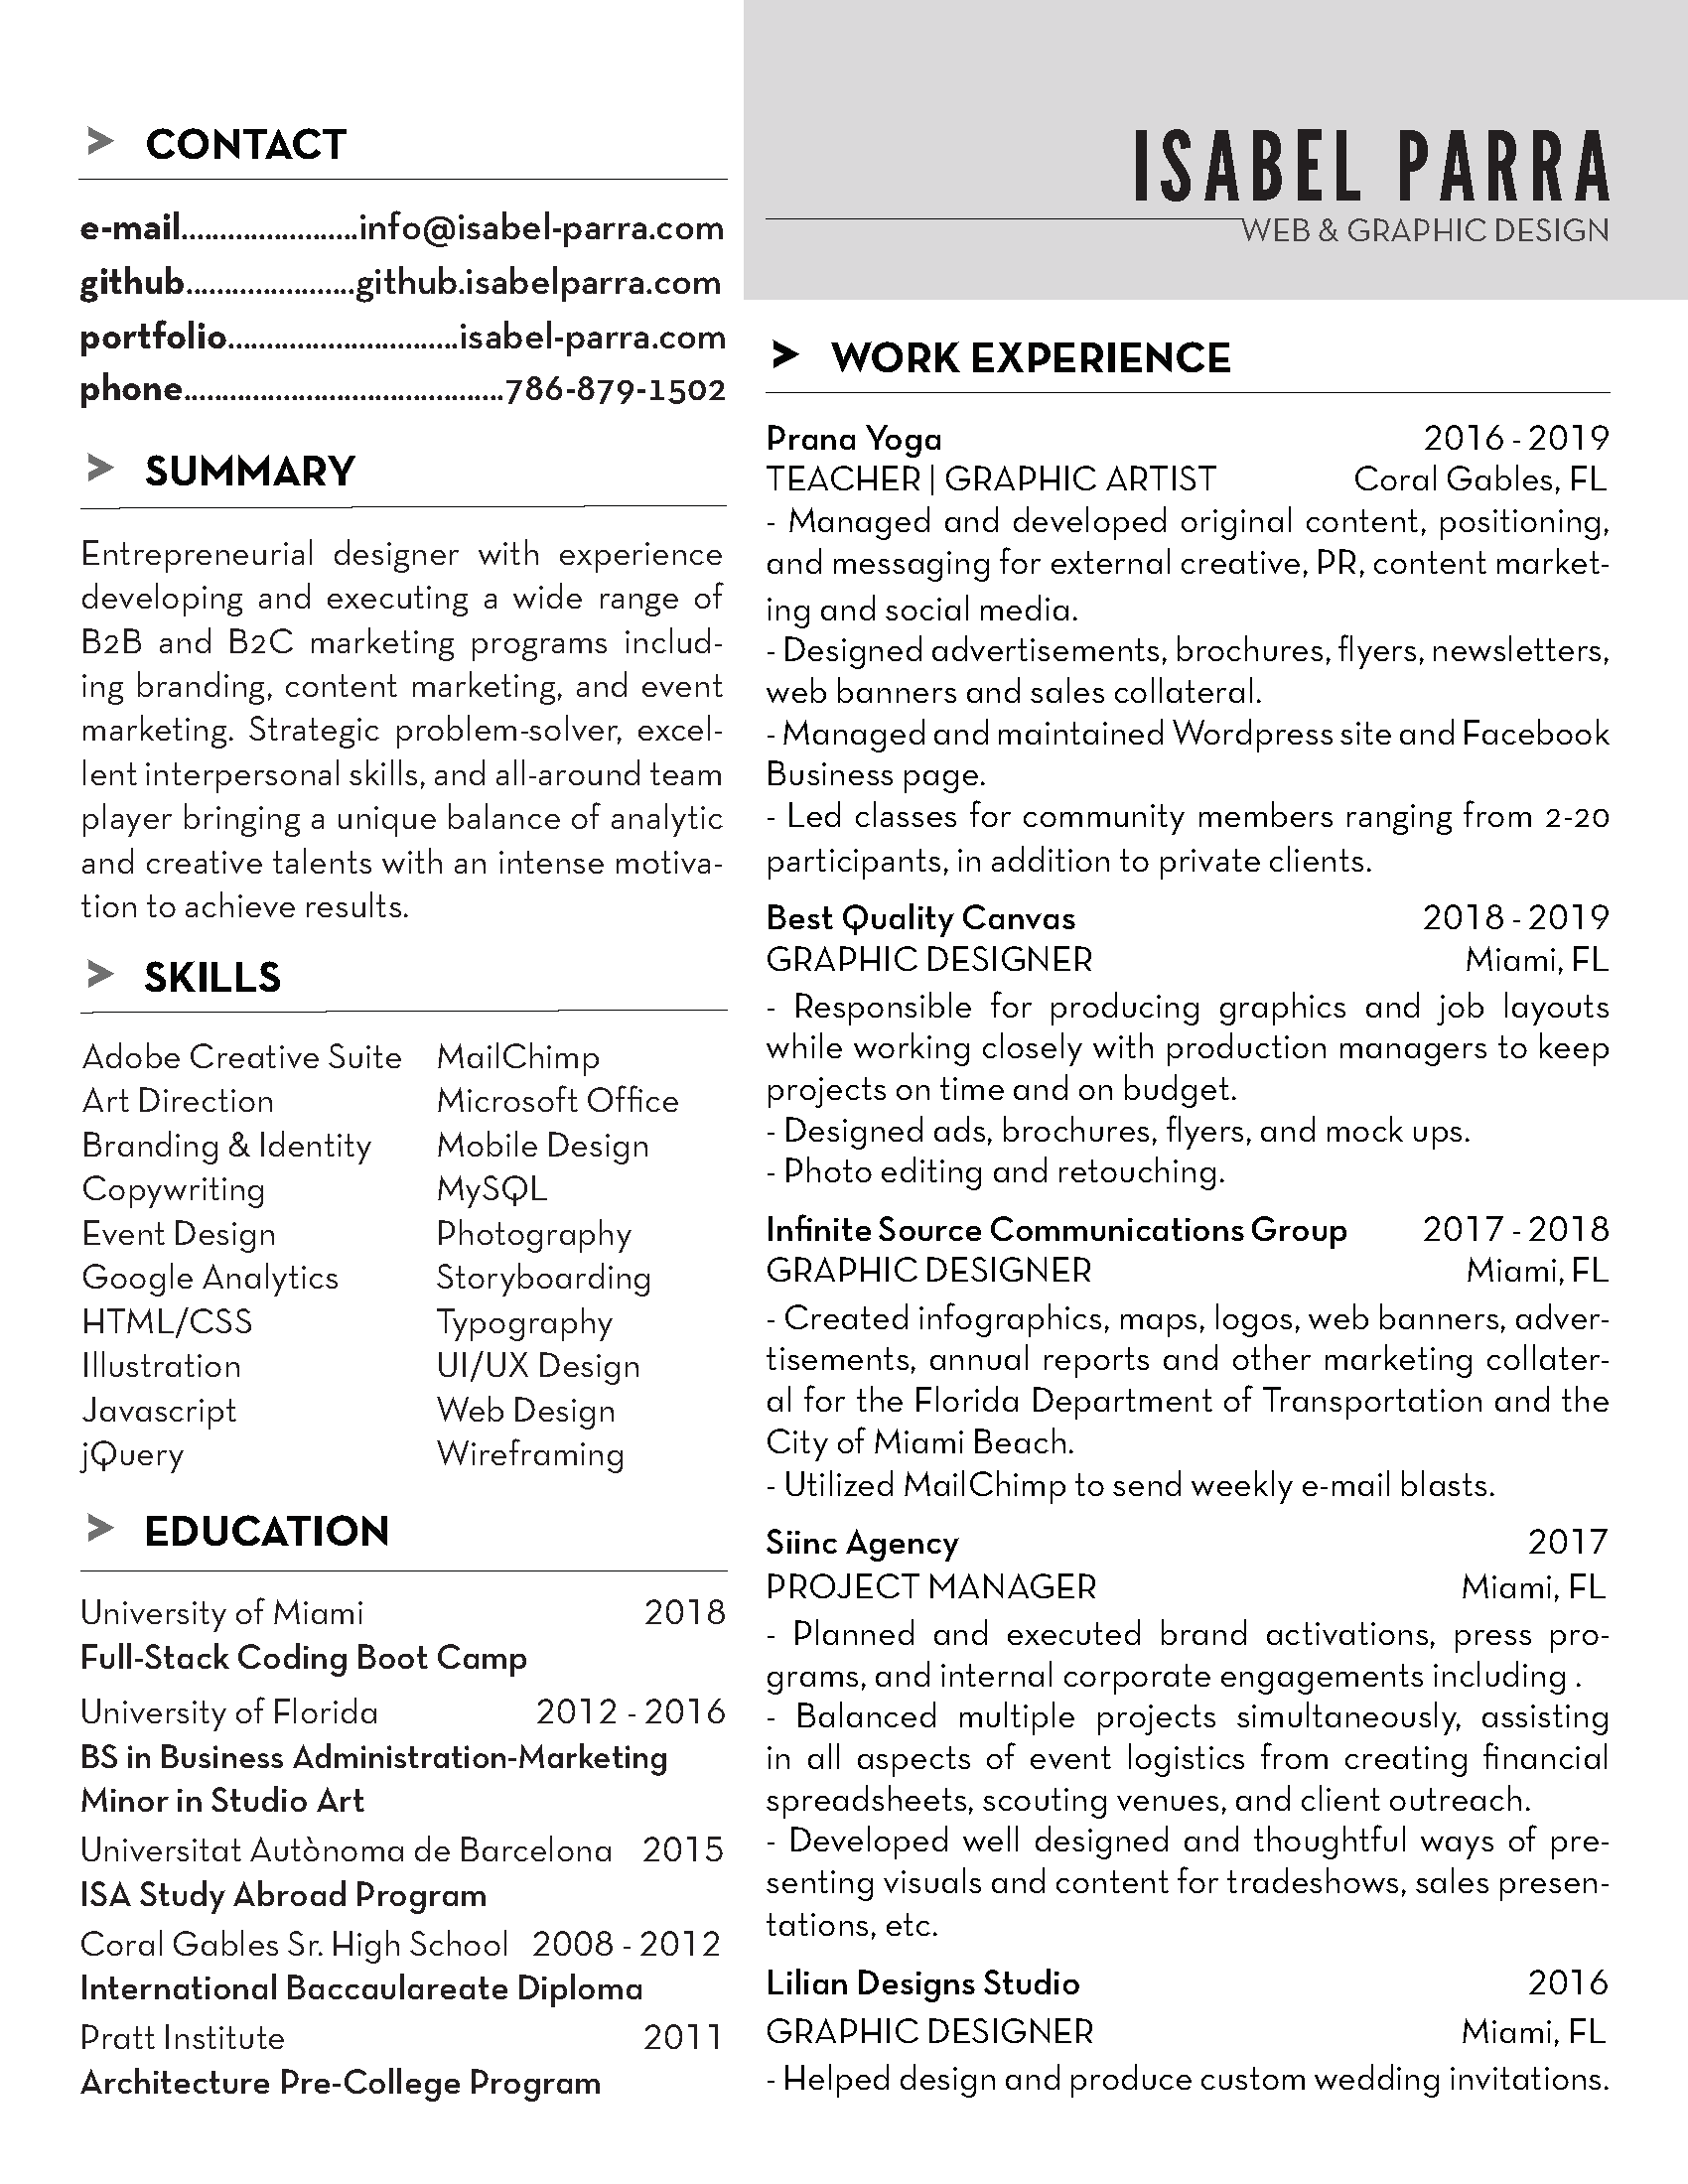 ISABEL PARRA
WEB & GRAPHIC DESIGN
> CONTACT
e-mail.......................info@isabel-parra.com
github......................github.isabelparra.com
portfolio..............................isabel-parra.com
phone..........................................786-879-1502
> SUMMARY
Entrepreneurial designer with experience
developing and executing a wide range of
B2B and B2C marketing programs includ-
ing branding, content marketing, and event
marketing. Strategic problem-solver, excel-
lent interpersonal skills, and all-around team
player bringing a unique balance of analytic
and creative talents with an intense motiva-
tion to achieve results.
> SKILLS
Adobe Creative Suite
Art Direction
Branding & Identity
Copywriting
Event Design
Google Analytics
HTML/CSS
Illustration
Javascript
jQuery
MailChimp
Microsoft Office
Mobile Design
MySQL
Photography
Storyboarding
Typography
UI/UX Design
Web Design
Wireframing
> EDUCATION
University of Miami 2018
Full-Stack Coding Boot Camp
University of Florida 2012 - 2016
BS in Business Administration-Marketing
Minor in Studio Art
Universitat Autònoma de Barcelona 2015
ISA Study Abroad Program
Coral Gables Sr. High School 2008 - 2012
International Baccaulareate Diploma
Pratt Institute 2011
Architecture Pre-College Program
> WORK EXPERIENCE
Prana Yoga 2016 - 2019
TEACHER | GRAPHIC ARTIST Coral Gables, FL
- Managed and developed original content, positioning,
and messaging for external creative, PR, content market-
ing and social media.
- Designed advertisements, brochures, flyers, newsletters,
web banners and sales collateral.
- Managed and maintained Wordpress site and Facebook
Business page.
- Led classes for community members ranging from 2-20
participants, in addition to private clients.
Best Quality Canvas 2018 - 2019
GRAPHIC DESIGNER Miami, FL
- Responsible for producing graphics and job layouts
while working closely with production managers to keep
projects on time and on budget.
- Designed ads, brochures, flyers, and mock ups.
- Photo editing and retouching.
Infinite Source Communications Group 2017 - 2018
GRAPHIC DESIGNER Miami, FL
- Created infographics, maps, logos, web banners, adver-
tisements, annual reports and other marketing collater-
al for the Florida Department of Transportation and the
City of Miami Beach.
- Utilized MailChimp to send weekly e-mail blasts.
Siinc Agency 2017
PROJECT MANAGER Miami, FL
- Planned and executed brand activations, press pro-
grams, and internal corporate engagements including .
- Balanced multiple projects simultaneously, assisting
in all aspects of event logistics from creating financial
spreadsheets, scouting venues, and client outreach.
- Developed well designed and thoughtful ways of pre-
senting visuals and content for tradeshows, sales presen-
tations, etc.
Lilian Designs Studio 2016
GRAPHIC DESIGNER Miami, FL
- Helped design and produce custom wedding invitations.